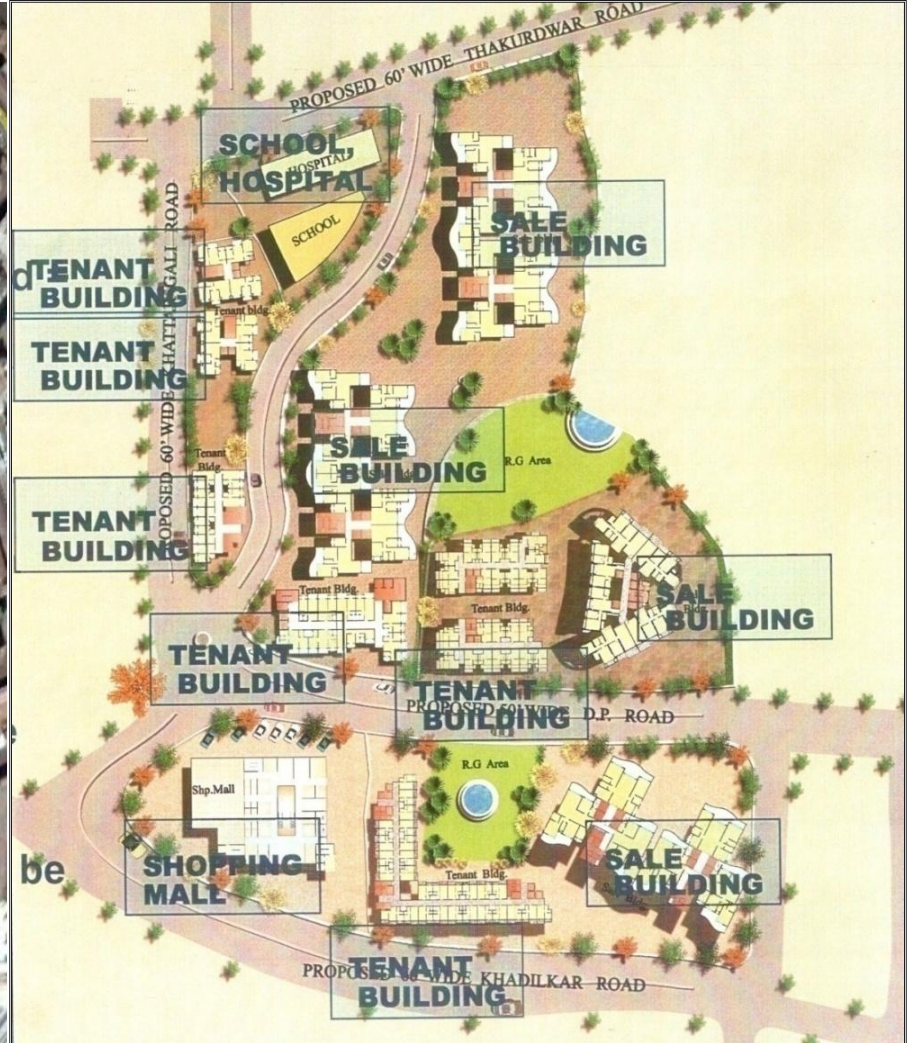 PROPOSED 60' WIDE THAKURDWAR ROAD
SCHOOL,
HOSPITAL
HOSPITAL
SCHOOL
SALE
BUILDING
PROPOSED 60' WIDE KHATTARGALI ROAD
TENANT
BUILDING
Tenant bldg.
TENANT
BUILDING
SALE
BUILDING
R.G Area
Tenant
Bldg.
TENANT
BUILDING
Tenant Bldg.
Tenant Bldg.
SALE
BUILDING
TENANT
BUILDING
TENANT
BUILDING
D.P. ROAD
R.G Area
Shp.Mall
SHOPPING
MALL
be
SALE
BUILDING
Tenant Bldg.
TENANT
BUILDING
PROPOSED 60' WIDE KHADILKAR ROAD